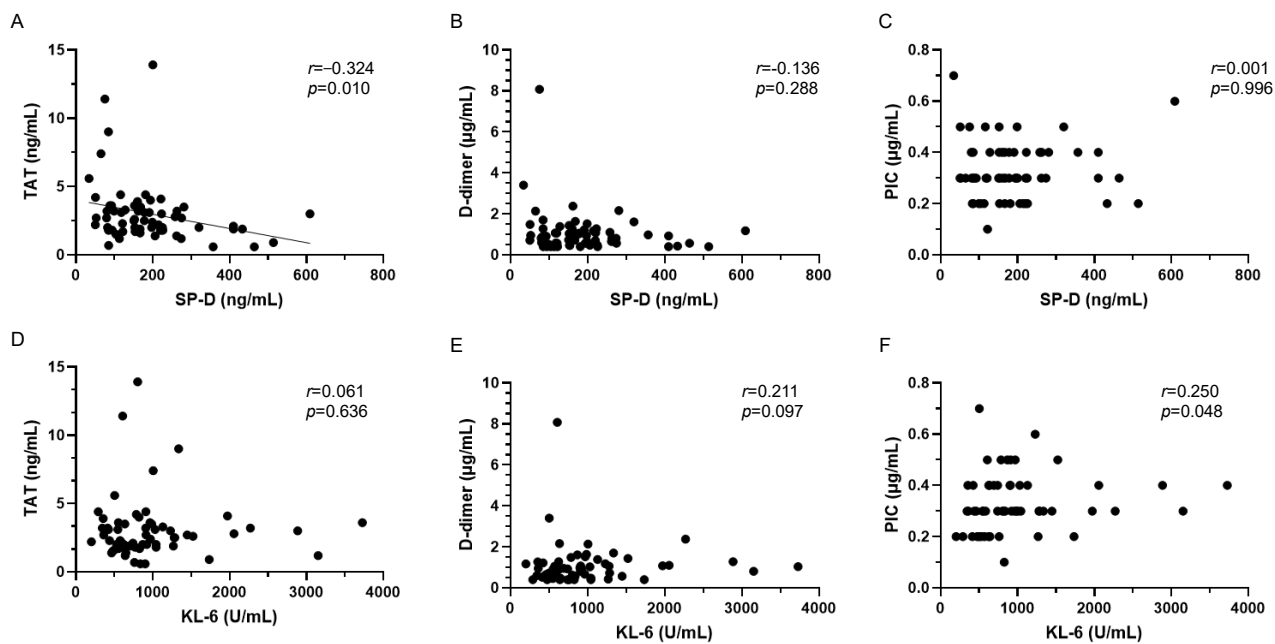 A
TAT (ng/mL)
15
10
5
0
0 200 400 600 800
SP-D (ng/mL)
r=–0.324
p=0.010
B
D-dimer (µg/mL)
10
8
6
4
2
0
0 200 400 600 800
SP-D (ng/mL)
r=-0.136
p=0.288
C
PIC (µg/mL)
0.8
0.6
0.4
0.2
0.0
0 200 400 600 800
SP-D (ng/mL)
r=0.001
p=0.996
D
TAT (ng/mL)
15
10
5
0
0 1000 2000 3000 4000
KL-6 (U/mL)
r=0.061
p=0.636
E
D-dimer (µg/mL)
10
8
6
4
2
0
0 1000 2000 3000 4000
KL-6 (U/mL)
r=0.211
p=0.097
F
PIC (µg/mL)
0.8
0.6
0.4
0.2
0.0
0 1000 2000 3000 4000
KL-6 (U/mL)
r=0.250
p=0.048